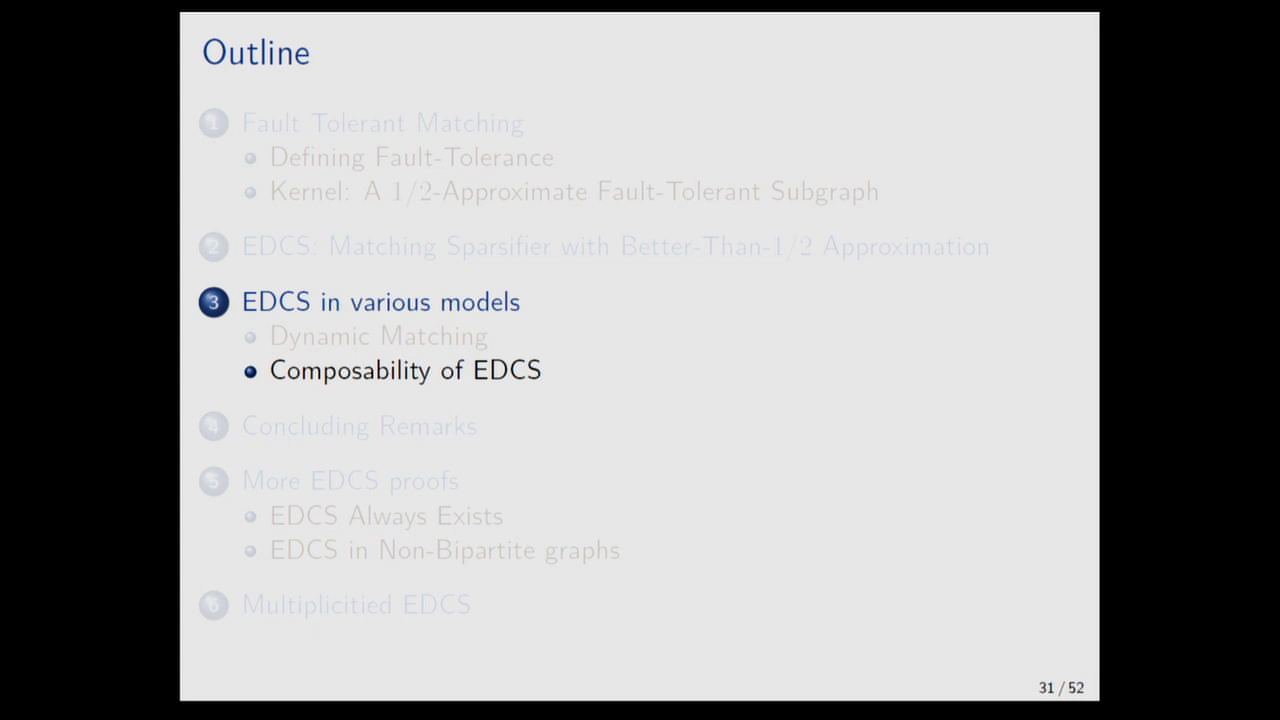 Outline
1 Fault Tolerant Matching
Defining Fault-Tolerance
Kernel: A 1/2-Approximate Fault-Tolerant Subgraph
2 EDCS: Matching Sparsifier with Better-Than-1/2 Approximation
3 EDCS in various models
Dynamic Matching
Composability of EDCS
4 Concluding Remarks
5 More EDCS proofs
EDCS Always Exists
EDCS in Non-Bipartite graphs
6 Multiplicitied EDCS
31 / 52